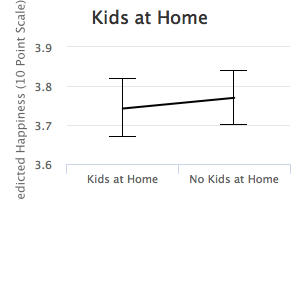 Kids at Home
edicted Happiness (10 Point Scale)
3.9
3.8
3.7
3.6
Kids at Home
No Kids at Home